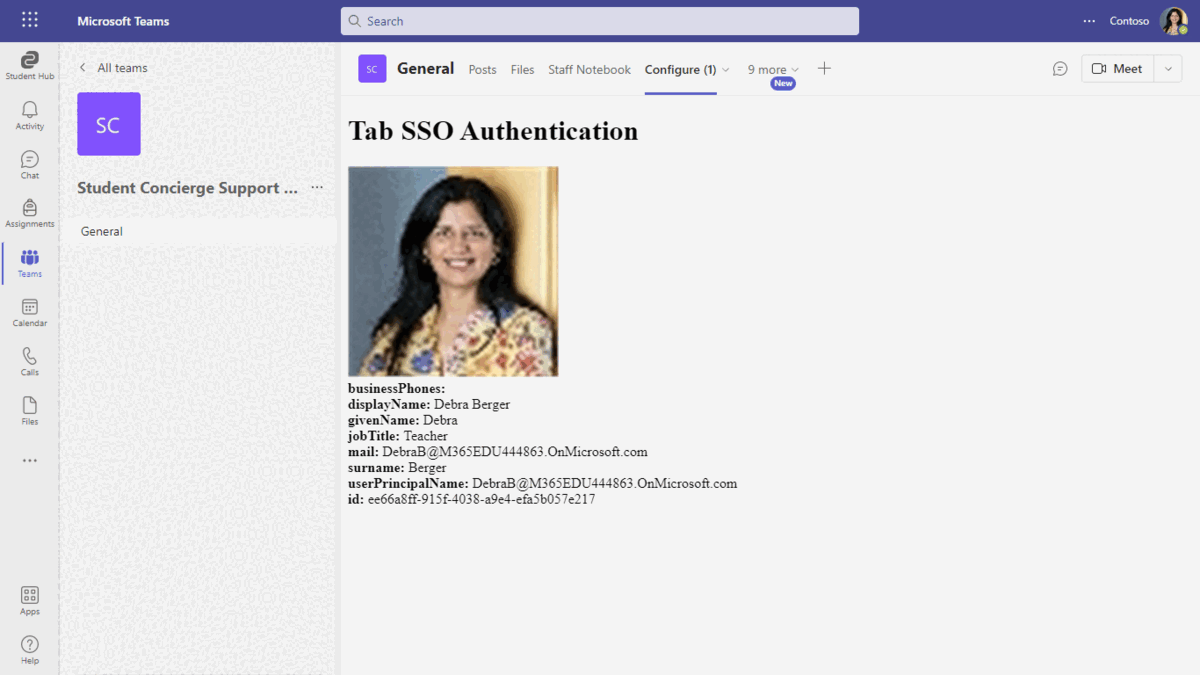 Microsoft Teams
Search
Contoso
Student Hub
Activity
Chat
Assignments
Teams
Calendar
Calls
Files
Apps
Help
All teams
SC
Student Concierge Support ...
General
SC
General
Posts
Files
Staff Notebook
Configure (1)
9 more
New
Meet
Tab SSO Authentication
businessPhones:
displayName: Debra Berger
givenName: Debra
jobTitle: Teacher
mail: DebraB@M365EDU444863.OnMicrosoft.com
surname: Berger
userPrincipalName: DebraB@M365EDU444863.OnMicrosoft.com
id: ee66a8ff-915f-4038-a9e4-efa5b057e217